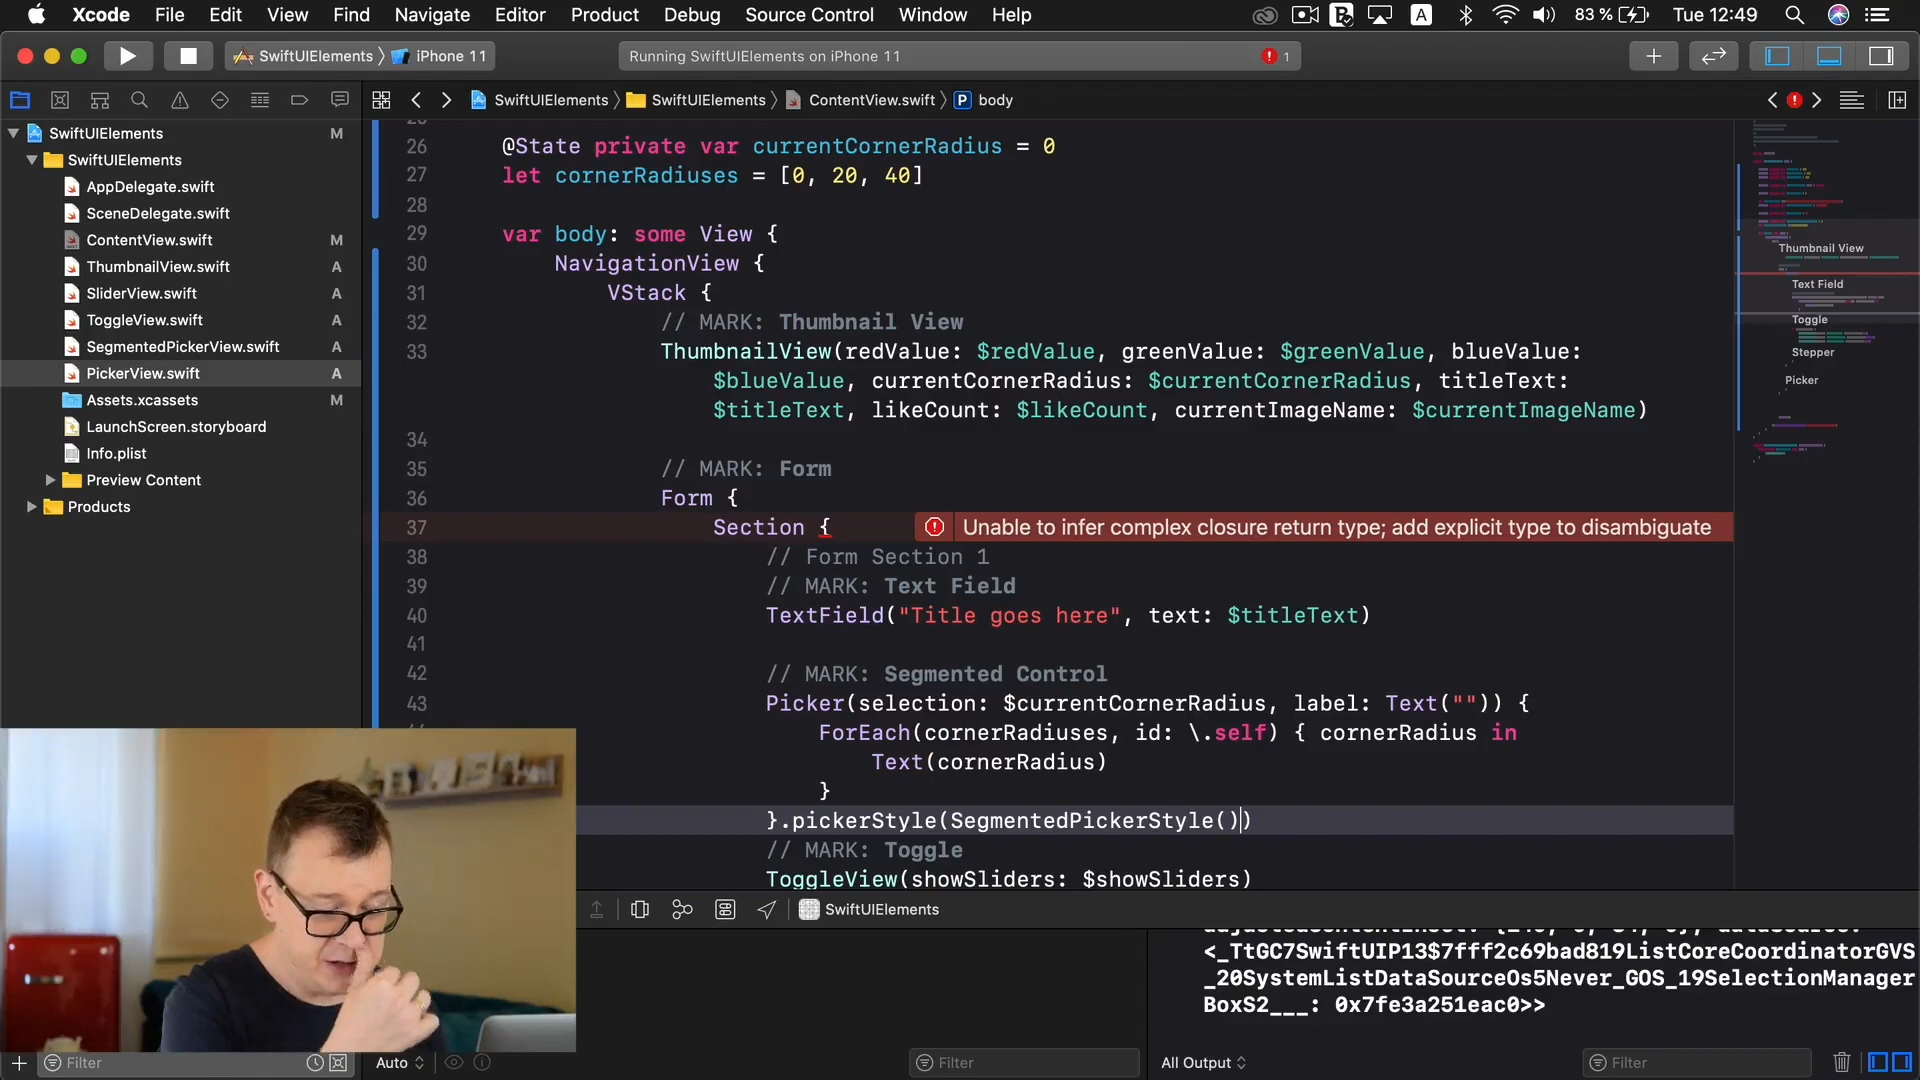 Xcode File Edit View Find Navigate Editor Product Debug Source Control Window Help A 83 % Tue 12:49
SwiftUIElements iPhone 11 Running SwiftUIElements on iPhone 11 1
SwiftUIElements SwiftUIElements ContentView.swift P body
SwiftUIElements M
SwiftUIElements
AppDelegate.swift
SceneDelegate.swift
ContentView.swift M
ThumbnailView.swift A
SliderView.swift A
ToggleView.swift A
SegmentedPickerView.swift A
PickerView.swift A
Assets.xcassets M
LaunchScreen.storyboard
Info.plist
Preview Content
Products
26 @State private var currentCornerRadius = 0
27 let cornerRadiuses = [0, 20, 40]
28
29 var body: some View {
30 NavigationView {
31 VStack {
32 // MARK: Thumbnail View
33 ThumbnailView(redValue: $redValue, greenValue: $greenValue, blueValue:
$blueValue, currentCornerRadius: $currentCornerRadius, titleText:
$titleText, likeCount: $likeCount, currentImageName: $currentImageName)
34
35 // MARK: Form
36 Form {
37 Section { Unable to infer complex closure return type; add explicit type to disambiguate
38 // Form Section 1
39 // MARK: Text Field
40 TextField("Title goes here", text: $titleText)
41
42 // MARK: Segmented Control
43 Picker(selection: $currentCornerRadius, label: Text("")) {
ForEach(cornerRadiuses, id: \.self) { cornerRadius in
Text(cornerRadius)
}
}.pickerStyle(SegmentedPickerStyle())
// MARK: Toggle
ToggleView(showSliders: $showSliders)
Thumbnail View
Text Field
Toggle
Stepper
Picker
SwiftUIElements
<_TtGC7SwiftUIP13$7fff2c69bad819ListCoreCoordinatorGVS
_20SystemListDataSourceOs5Never_GOS_19SelectionManager
BoxS2___: 0x7fe3a251eac0>>
Filter Auto Filter All Output Filter